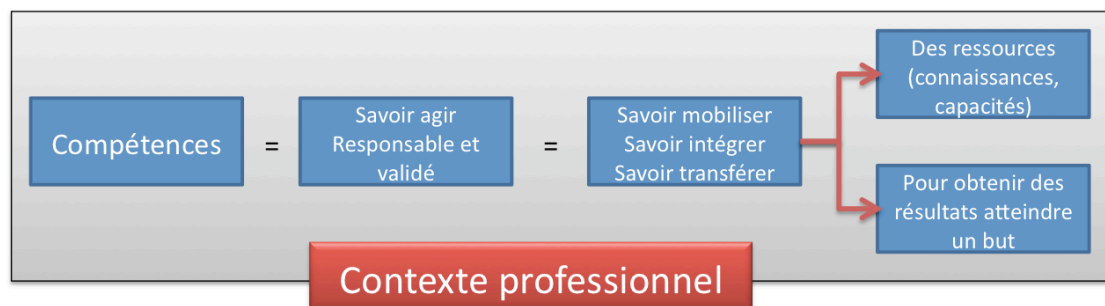 Compétences
=
Savoir agir
Responsable et
validé
=
Savoir mobiliser
Savoir intégrer
Savoir transférer
Des ressources
(connaissances,
capacités)
Pour obtenir des
résultats atteindre
un but
Contexte professionnel